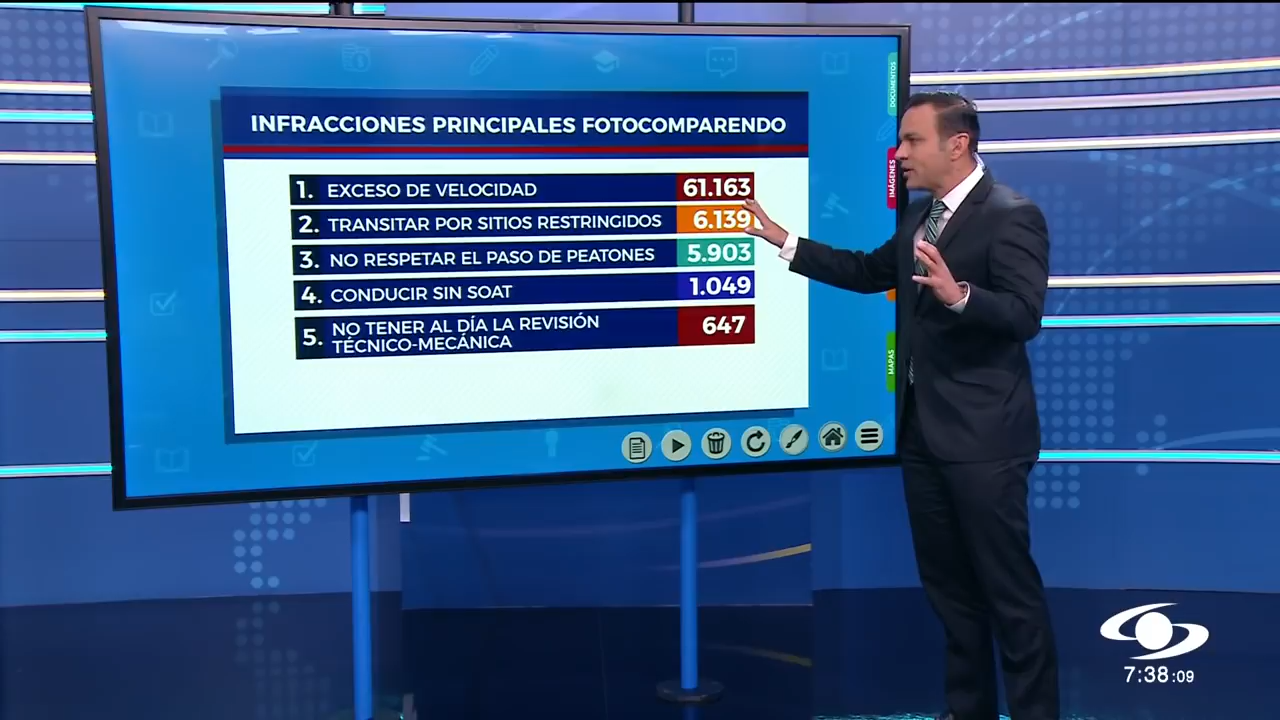 INFRACCIONES PRINCIPALES FOTOCOMPARENDO
1. EXCESO DE VELOCIDAD 61.163
2. TRANSITAR POR SITIOS RESTRINGIDOS 6.139
3. NO RESPETAR EL PASO DE PEATONES 5.903
4. CONDUCIR SIN SOAT 1.049
5. NO TENER AL DÍA LA REVISIÓN
TÉCNICO-MECÁNICA 647
DOCUMENTOS
IMÁGENES
MAPAS
7:38:09